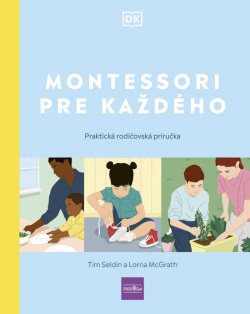 DK
MONTESSORI
PRE KAŽDÉHO
Praktická rodičovská príručka
Tim Seldin a Lorna McGrath